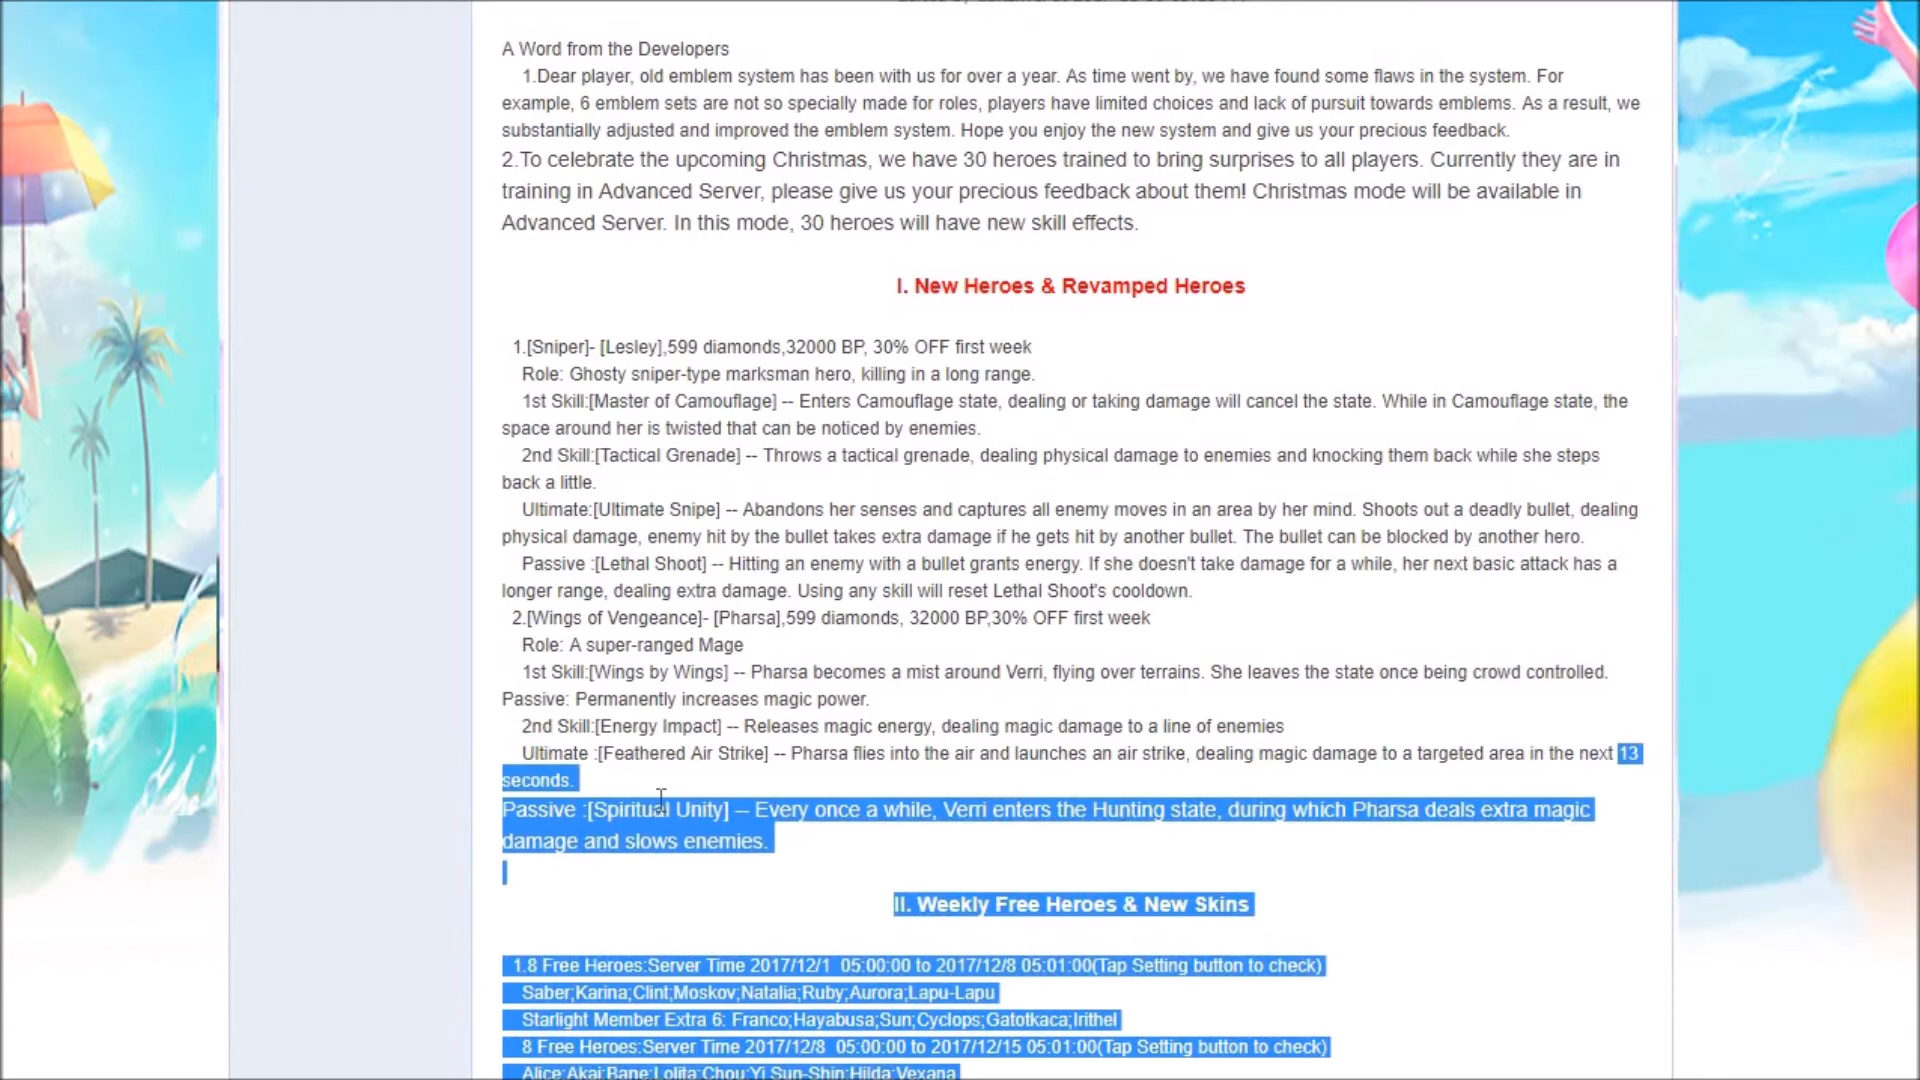 A Word from the Developers
1.Dear player, old emblem system has been with us for over a year. As time went by, we have found some flaws in the system. For
example, 6 emblem sets are not so specially made for roles, players have limited choices and lack of pursuit towards emblems. As a result, we
substantially adjusted and improved the emblem system. Hope you enjoy the new system and give us your precious feedback.
2.To celebrate the upcoming Christmas, we have 30 heroes trained to bring surprises to all players. Currently they are in
training in Advanced Server, please give us your precious feedback about them! Christmas mode will be available in
Advanced Server. In this mode, 30 heroes will have new skill effects.
I. New Heroes & Revamped Heroes
1.[Sniper]- [Lesley],599 diamonds,32000 BP, 30% OFF first week
Role: Ghosty sniper-type marksman hero, killing in a long range.
1st Skill:[Master of Camouflage] -- Enters Camouflage state, dealing or taking damage will cancel the state. While in Camouflage state, the
space around her is twisted that can be noticed by enemies.
2nd Skill:[Tactical Grenade] -- Throws a tactical grenade, dealing physical damage to enemies and knocking them back while she steps
back a little.
Ultimate:[Ultimate Snipe] -- Abandons her senses and captures all enemy moves in an area by her mind. Shoots out a deadly bullet, dealing
physical damage, enemy hit by the bullet takes extra damage if he gets hit by another bullet. The bullet can be blocked by another hero.
Passive :[Lethal Shoot] -- Hitting an enemy with a bullet grants energy. If she doesn't take damage for a while, her next basic attack has a
longer range, dealing extra damage. Using any skill will reset Lethal Shoot's cooldown.
2.[Wings of Vengeance]- [Pharsa],599 diamonds, 32000 BP,30% OFF first week
Role: A super-ranged Mage
1st Skill:[Wings by Wings] -- Pharsa becomes a mist around Verri, flying over terrains. She leaves the state once being crowd controlled.
Passive: Permanently increases magic power.
2nd Skill:[Energy Impact] -- Releases magic energy, dealing magic damage to a line of enemies
Ultimate :[Feathered Air Strike] -- Pharsa flies into the air and launches an air strike, dealing magic damage to a targeted area in the next 13
seconds.
Passive :[Spiritual Unity] -- Every once a while, Verri enters the Hunting state, during which Pharsa deals extra magic
damage and slows enemies.
II. Weekly Free Heroes & New Skins
1.8 Free Heroes:Server Time 2017/12/1  05:00:00 to 2017/12/8 05:01:00(Tap Setting button to check)
Saber;Karina;Clint;Moskov;Natalia;Ruby;Aurora;Lapu-Lapu
Starlight Member Extra 6: Franco;Hayabusa;Sun;Cyclops;Gatotkaca;Irithel
8 Free Heroes:Server Time 2017/12/8  05:00:00 to 2017/12/15 05:01:00(Tap Setting button to check)
Alice;Akai;Bane;Lolita;Chou;Yi Sun-Shin;Hilda;Vexana